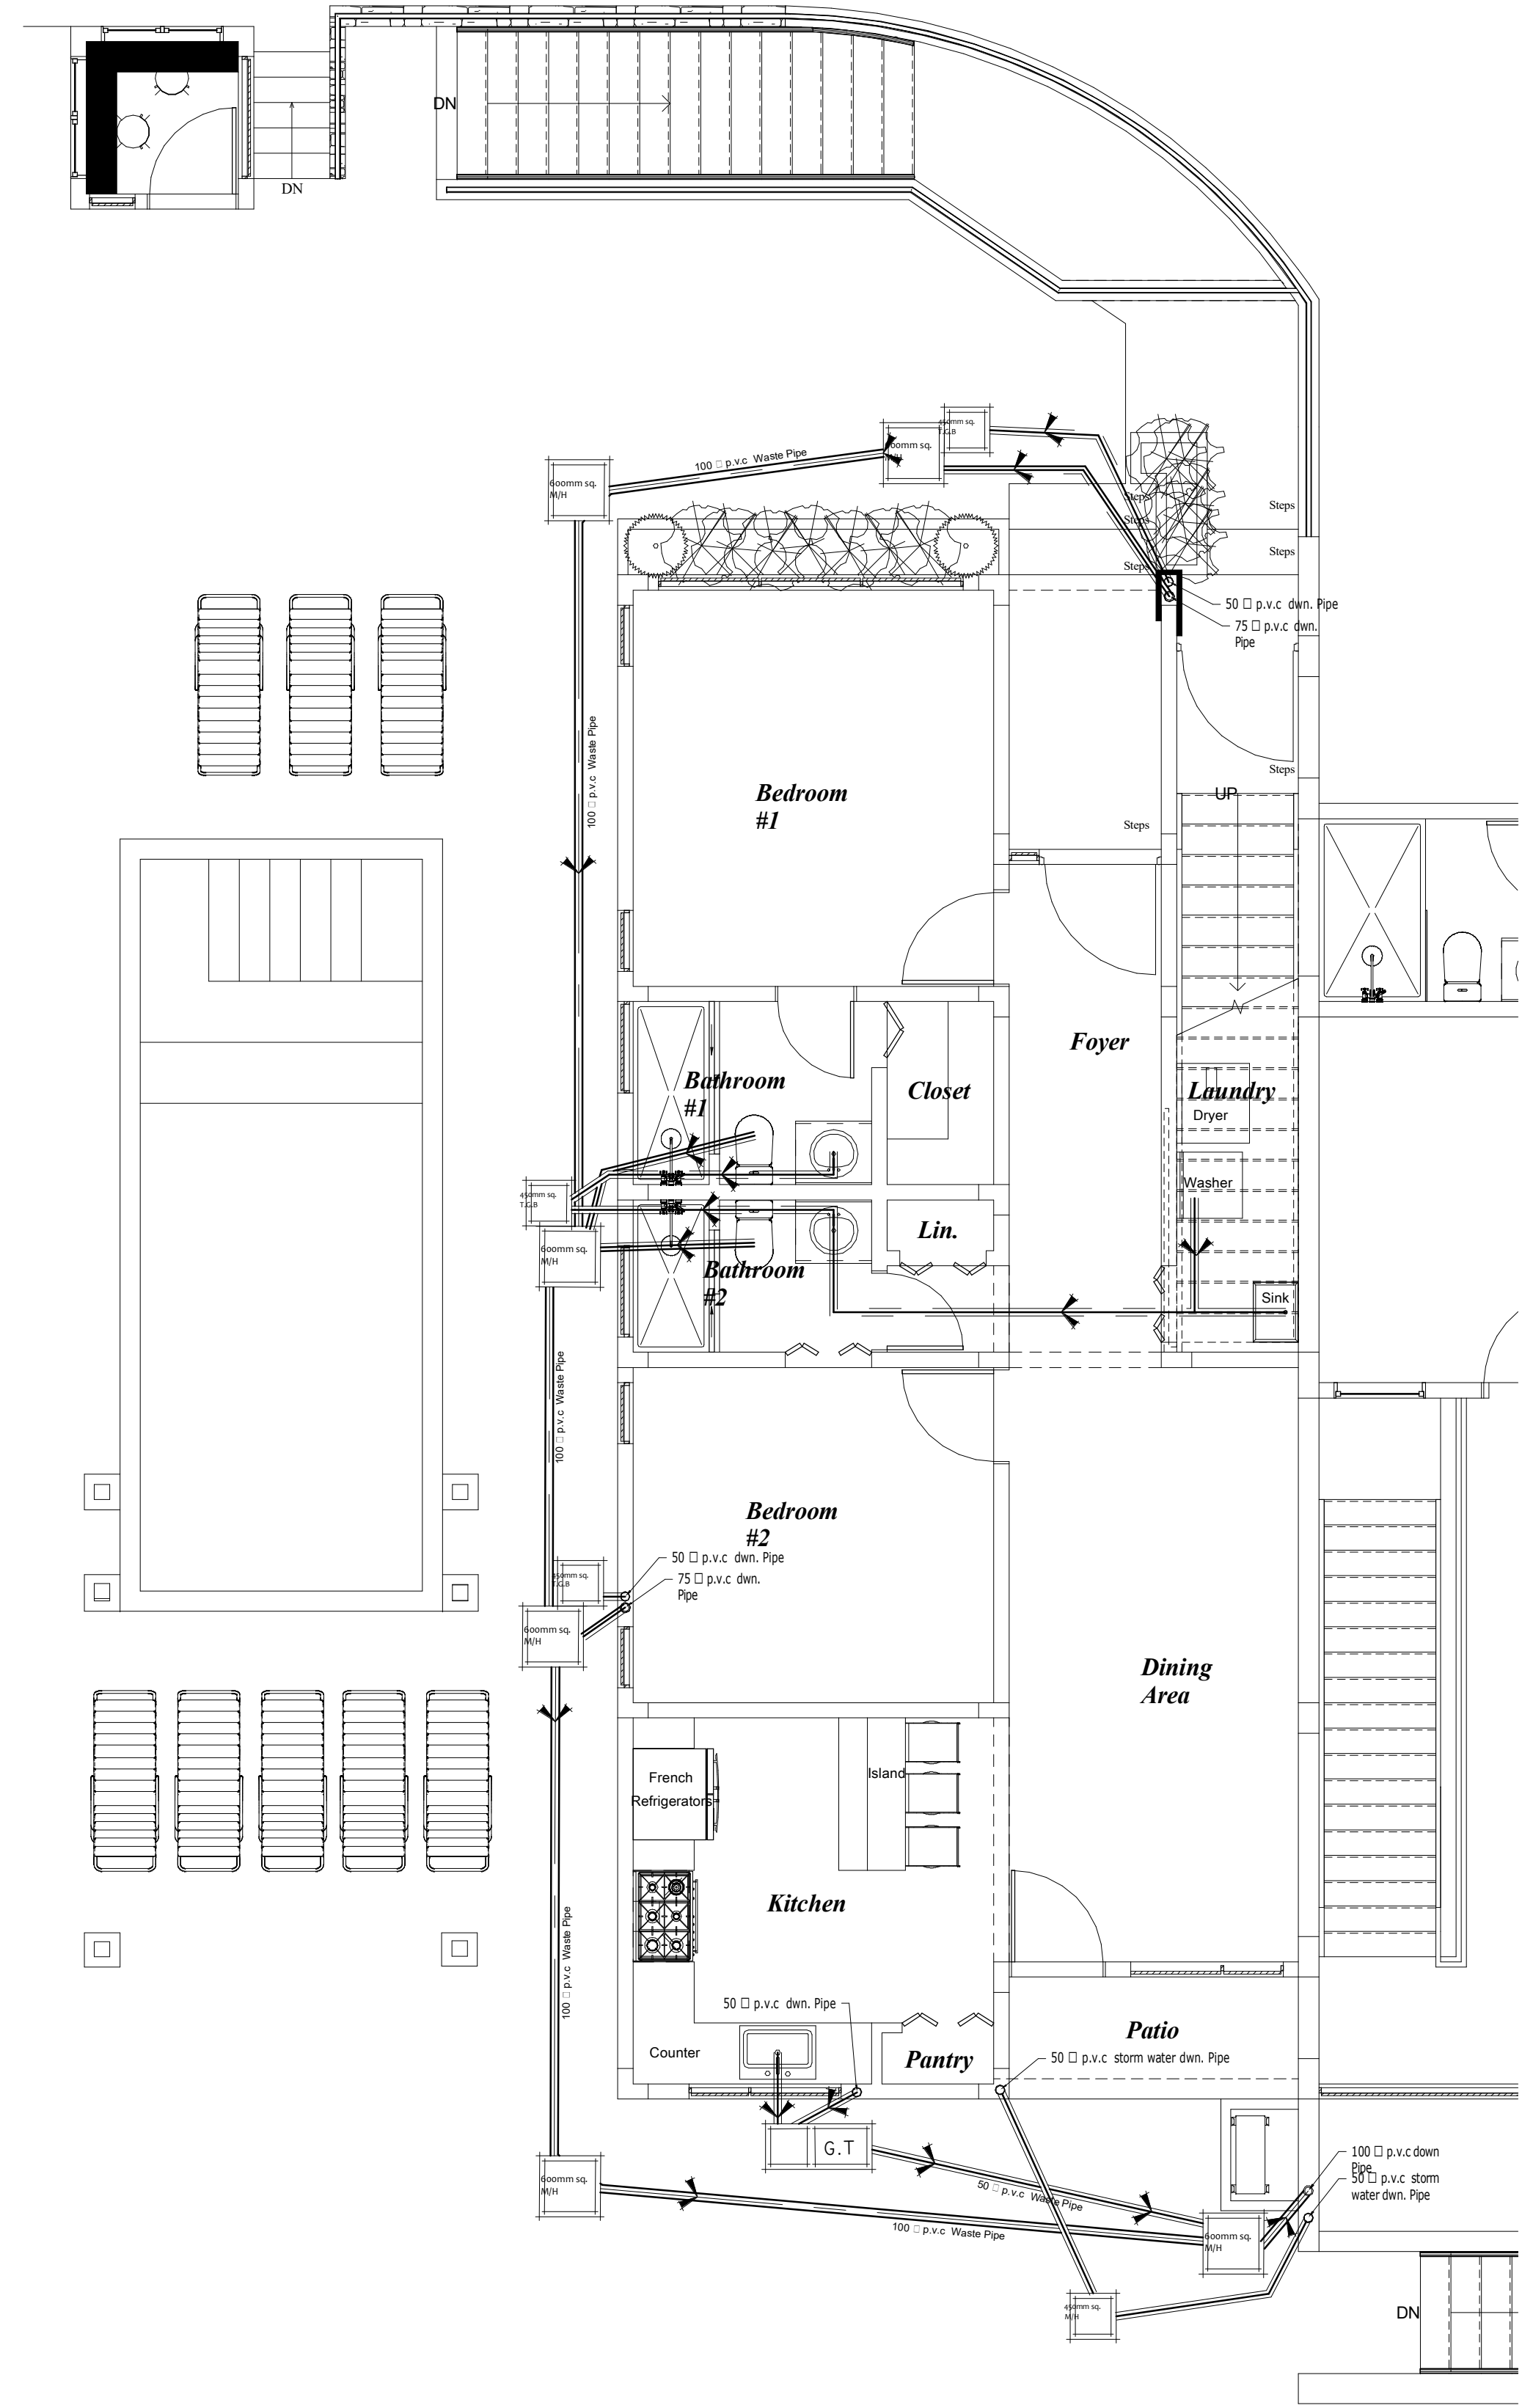 DN
DN
450mm sq.
T.G.B
600mm sq.
M/H
100 □ p.v.c Waste Pipe
600mm sq.
M/H
Steps
Steps
Steps
Steps
Steps
50 □ p.v.c dwn. Pipe
75 □ p.v.c dwn.
Pipe
100 □ p.v.c Waste Pipe
Steps
UP
Bedroom
#1
Steps
Foyer
Bathroom
#1
Closet
Laundry
Dryer
Washer
450mm sq.
T.G.B
Lin.
600mm sq.
M/H
Bathroom
#2
Sink
100 □ p.v.c Waste Pipe
Bedroom
#2
50 □ p.v.c dwn. Pipe
75 □ p.v.c dwn.
Pipe
450mm sq.
T.G.B
600mm sq.
M/H
Dining
Area
French
Refrigerators
Island
Kitchen
100 □ p.v.c Waste Pipe
50 □ p.v.c dwn. Pipe
Patio
Counter
Pantry
50 □ p.v.c storm water dwn. Pipe
G.T
100 □ p.v.c down
Pipe
50 □ p.v.c storm
water dwn. Pipe
600mm sq.
M/H
50 □ p.v.c Waste Pipe
100 □ p.v.c Waste Pipe
600mm sq.
M/H
450mm sq.
M/H
DN